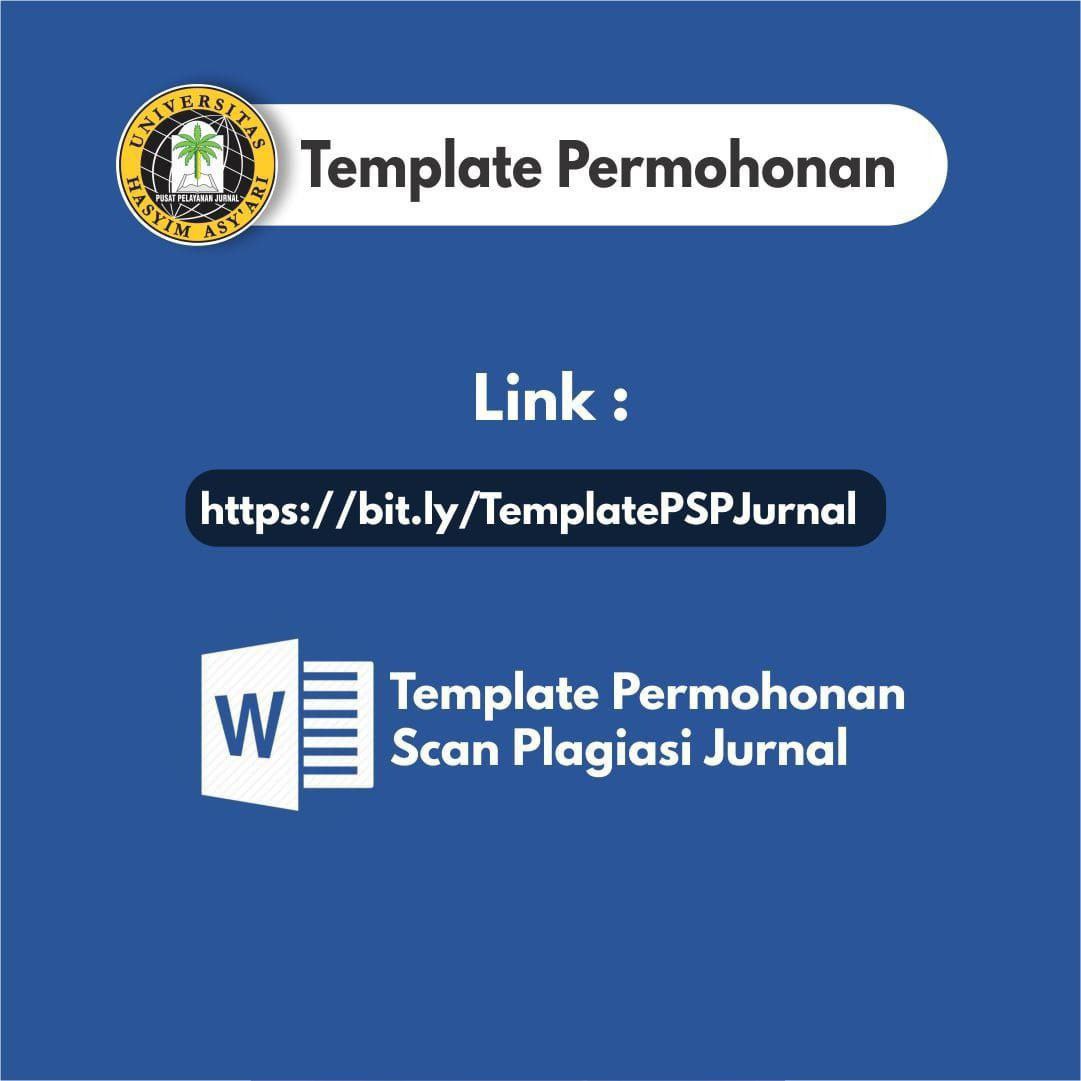 UNIVERSITAS
PUSAT PELAYANAN JURNAL
HASYIM ASY'ARI
Template Permohonan
Link :
https://bit.ly/TemplatePSPJurnal
W
Template Permohonan
Scan Plagiasi Jurnal